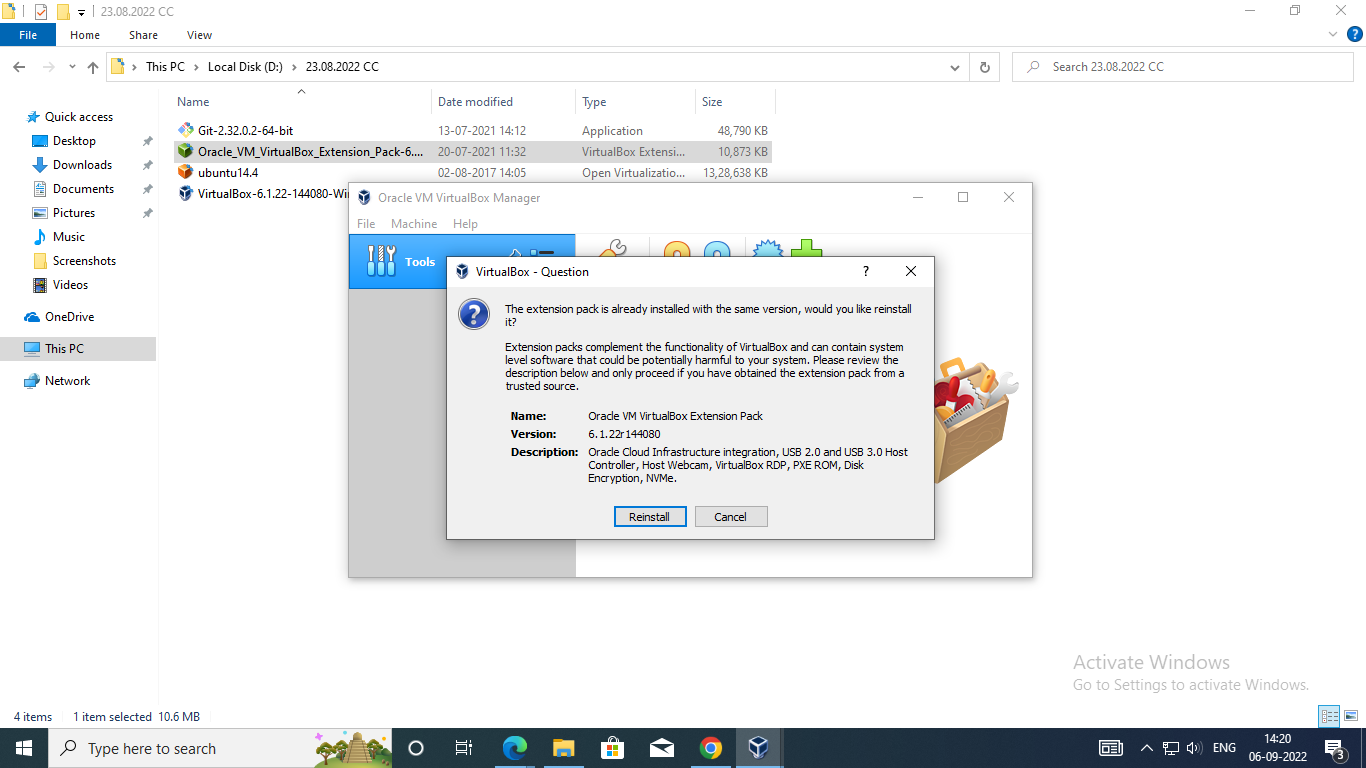 23.08.2022 CC
File Home Share View
This PC Local Disk (D:) 23.08.2022 CC
Search 23.08.2022 CC
Quick access
Desktop
Downloads
Documents
Pictures
Music
Screenshots
Videos
OneDrive
This PC
Network
Name Date modified Type Size
Git-2.32.0.2-64-bit 13-07-2021 14:12 Application 48,790 KB
Oracle_VM_VirtualBox_Extension_Pack-6.... 20-07-2021 11:32 VirtualBox Extensi... 10,873 KB
ubuntu14.4 02-08-2017 14:05 Open Virtualizatio... 13,28,638 KB
VirtualBox-6.1.22-144080-Wi
Oracle VM VirtualBox Manager
File Machine Help
Tools
VirtualBox - Question
?
The extension pack is already installed with the same version, would you like reinstall
it?
Extension packs complement the functionality of VirtualBox and can contain system
level software that could be potentially harmful to your system. Please review the
description below and only proceed if you have obtained the extension pack from a
trusted source.
Name: Oracle VM VirtualBox Extension Pack
Version: 6.1.22r144080
Description: Oracle Cloud Infrastructure integration, USB 2.0 and USB 3.0 Host
Controller, Host Webcam, VirtualBox RDP, PXE ROM, Disk
Encryption, NVMe.
Reinstall Cancel
Activate Windows
Go to Settings to activate Windows.
4 items 1 item selected 10.6 MB
Type here to search
ENG
14:20
06-09-2022
3